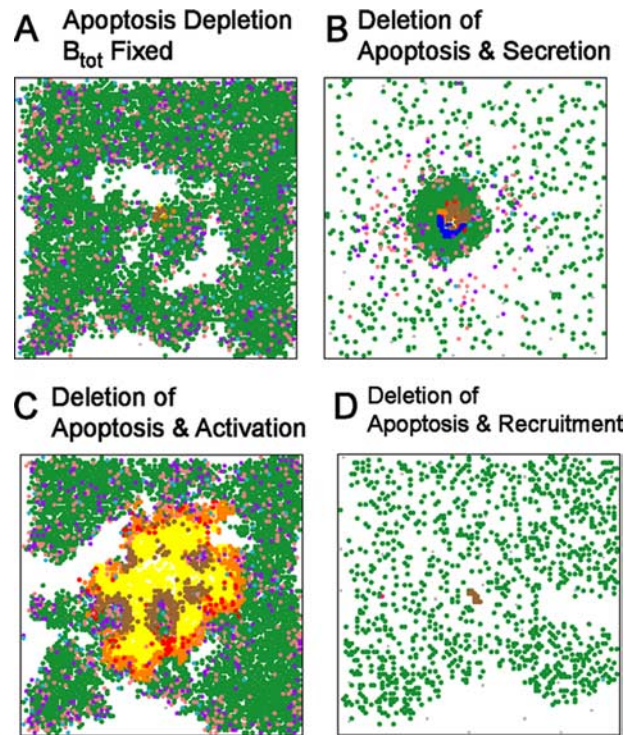 A Apoptosis Depletion
B_tot Fixed
B Deletion of
Apoptosis & Secretion
C Deletion of
Apoptosis & Activation
D Deletion of
Apoptosis & Recruitment